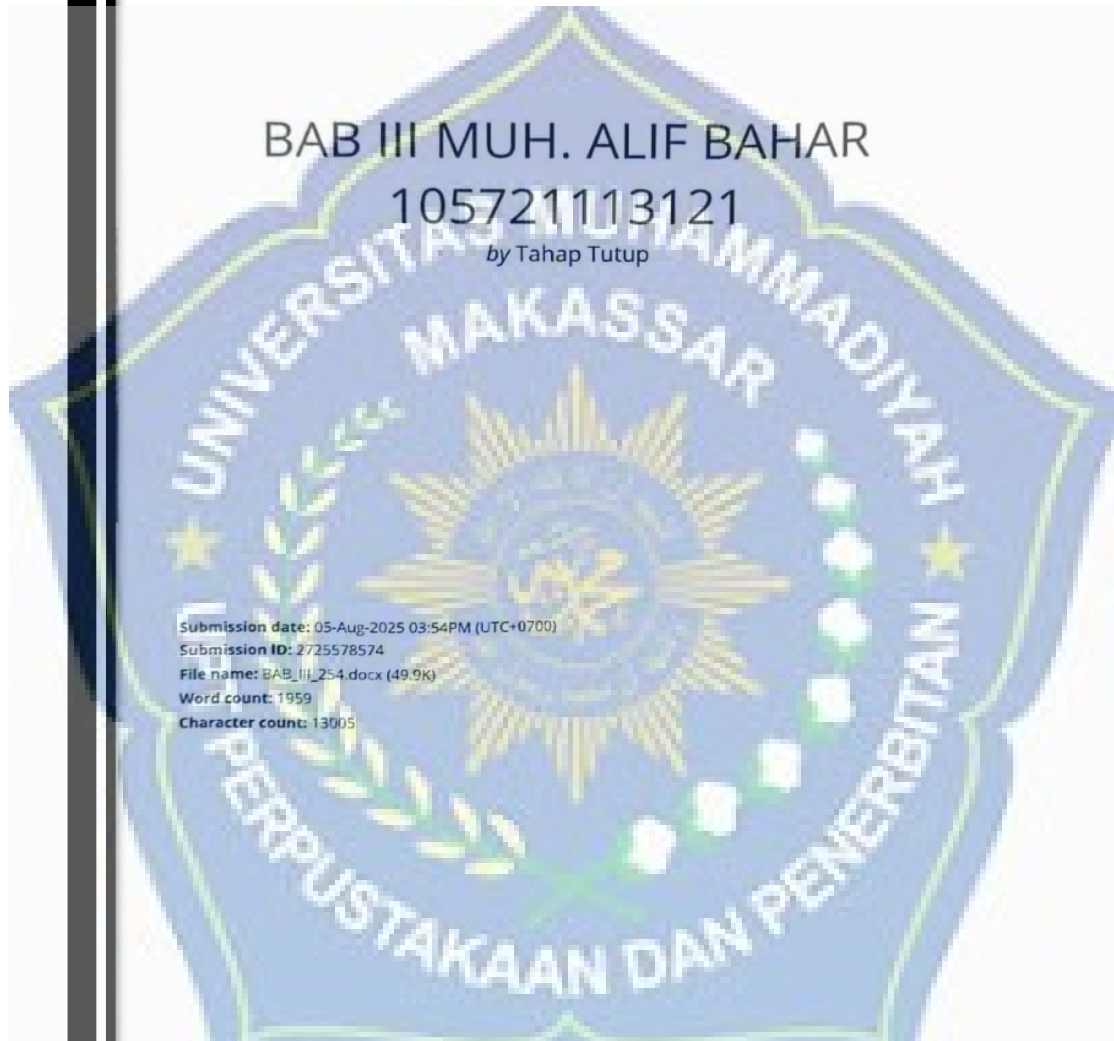 BAB III MUH. ALIF BAHAR
105721113121
by Tahap Tutup
UNIVERSITAS MUHAMMADIYAH
MAKASSAR
Submission date: 05-Aug-2025 03:54PM (UTC+0700)
Submission ID: 2725578574
File name: BAB_III_254.docx (49.9K)
Word count: 1959
Character count: 13005
PERPUSTAKAAN DAN PENERBITAN